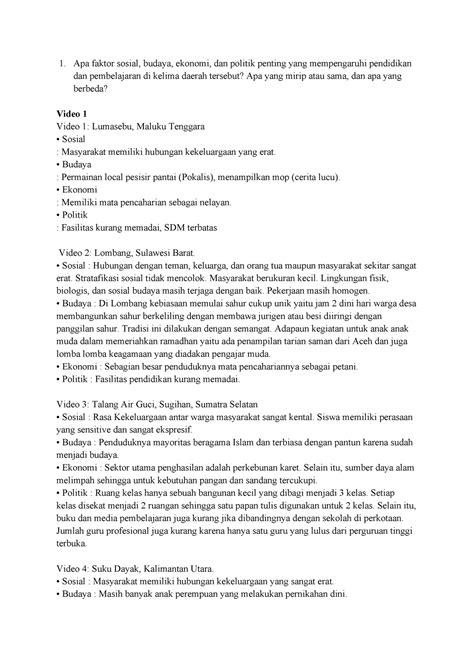 1. Apa faktor sosial, budaya, ekonomi, dan politik penting yang mempengaruhi pendidikan
dan pembelajaran di kelima daerah tersebut? Apa yang mirip atau sama, dan apa yang
berbeda?
Video 1
Video 1: Lumasebu, Maluku Tenggara
• Sosial
: Masyarakat memiliki hubungan kekeluargaan yang erat.
• Budaya
: Permainan local pesisir pantai (Pokalis), menampilkan mop (cerita lucu).
• Ekonomi
: Memiliki mata pencaharian sebagai nelayan.
• Politik
: Fasilitas kurang memadai, SDM terbatas
Video 2: Lombang, Sulawesi Barat.
• Sosial : Hubungan dengan teman, keluarga, dan orang tua maupun masyarakat sekitar sangat
erat. Stratafikasi sosial tidak mencolok. Masyarakat berukuran kecil. Lingkungan fisik,
biologis, dan sosial budaya masih terjaga dengan baik. Pekerjaan masih homogen.
• Budaya : Di Lombang kebiasaan memulai sahur cukup unik yaitu jam 2 dini hari warga desa
membangunkan sahur berkeliling dengan membawa jurigen atau besi diiringi dengan
panggilan sahur. Tradisi ini dilakukan dengan semangat. Adapaun kegiatan untuk anak anak
muda dalam memeriahkan ramadhan yaitu ada penampilan tarian saman dari Aceh dan juga
lomba lomba keagamaan yang diadakan pengajar muda.
• Ekonomi : Sebagian besar penduduknya mata pencahariannya sebagai petani.
• Politik : Fasilitas pendidikan kurang memadai.
Video 3: Talang Air Guci, Sugihan, Sumatra Selatan
• Sosial : Rasa Kekeluargaan antar warga masyarakat sangat kental. Siswa memiliki perasaan
yang sensitive dan sangat ekspresif.
• Budaya : Penduduknya mayoritas beragama Islam dan terbiasa dengan pantun karena sudah
menjadi budaya.
• Ekonomi : Sektor utama penghasilan adalah perkebunan karet. Selain itu, sumber daya alam
melimpah sehingga untuk kebutuhan pangan dan sandang tercukupi.
• Politik : Ruang kelas hanya sebuah bangunan kecil yang dibagi menjadi 3 kelas. Setiap
kelas disekat menjadi 2 ruangan sehingga satu papan tulis digunakan untuk 2 kelas. Selain itu,
buku dan media pembelajaran juga kurang jika dibandingnya dengan sekolah di perkotaan.
Jumlah guru profesional juga kurang karena hanya satu guru yang lulus dari perguruan tinggi
terbuka.
Video 4: Suku Dayak, Kalimantan Utara.
• Sosial : Masyarakat memiliki hubungan kekeluargaan yang sangat erat.
• Budaya : Masih banyak anak perempuan yang melakukan pernikahan dini.